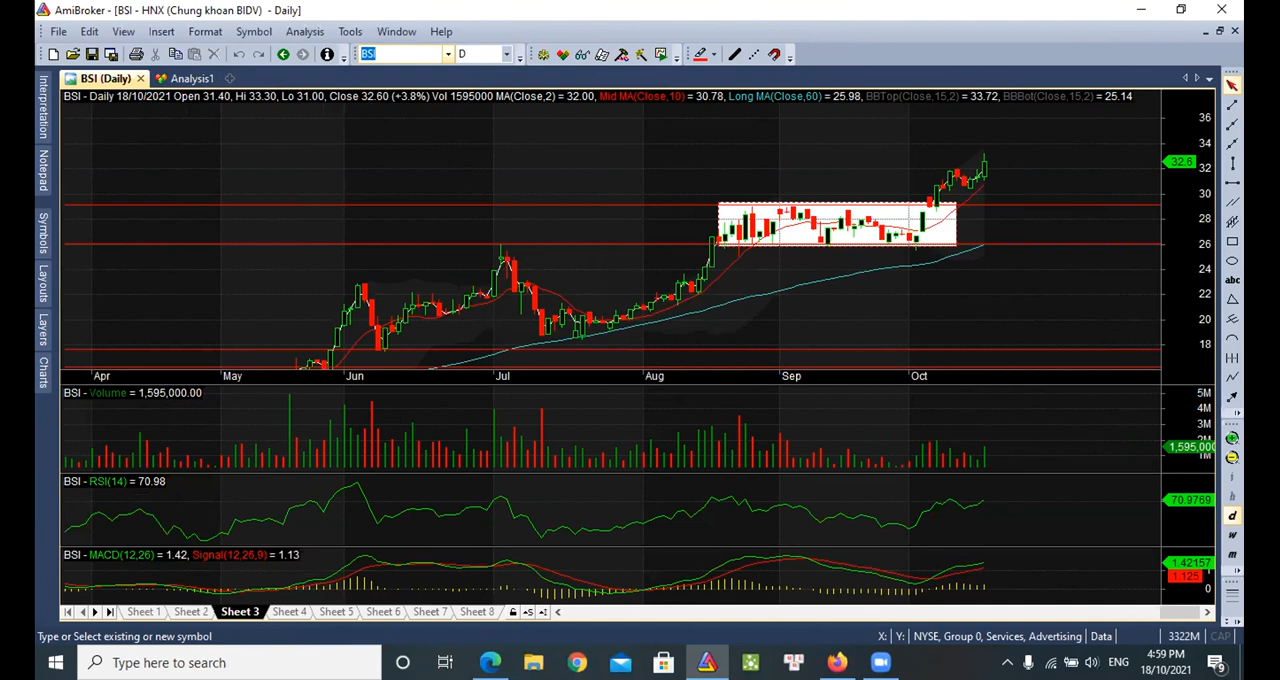 AmiBroker - [BSI - HNX (Chung khoan BIDV) - Daily]
File Edit View Insert Format Symbol Analysis Tools Window Help
BSI D
BSI (Daily) Analysis1
BSI - Daily 18/10/2021 Open 31.40, Hi 33.30, Lo 31.00, Close 32.60 (+3.8%) Vol 1595000 MA(Close,2) = 32.00, Mid MA(Close,10) = 30.78, Long MA(Close,60) = 25.98, BBTop(Close,15,2) = 33.72, BBBot(Close,15,2) = 25.14
Interpretation
Notepad
Symbols
Layouts
Layers
Charts
36
34
32.6
32
30
28
26
24
22
20
18
abc
Apr May Jun Jul Aug Sep Oct
BSI - Volume = 1,595,000.00
5M
4M
3M
1,595,000
1M
BSI - RSI(14) = 70.98
70.9769
BSI - MACD(12,26) = 1.42, Signal(12,26,9) = 1.13
1.42157
1.125
0
d
w
m
Sheet 1 Sheet 2 Sheet 3 Sheet 4 Sheet 5 Sheet 6 Sheet 7 Sheet 8
Type or Select existing or new symbol X: Y: NYSE, Group 0, Services, Advertising Data 3322M CAP
Type here to search ENG 4:59 PM
18/10/2021
9